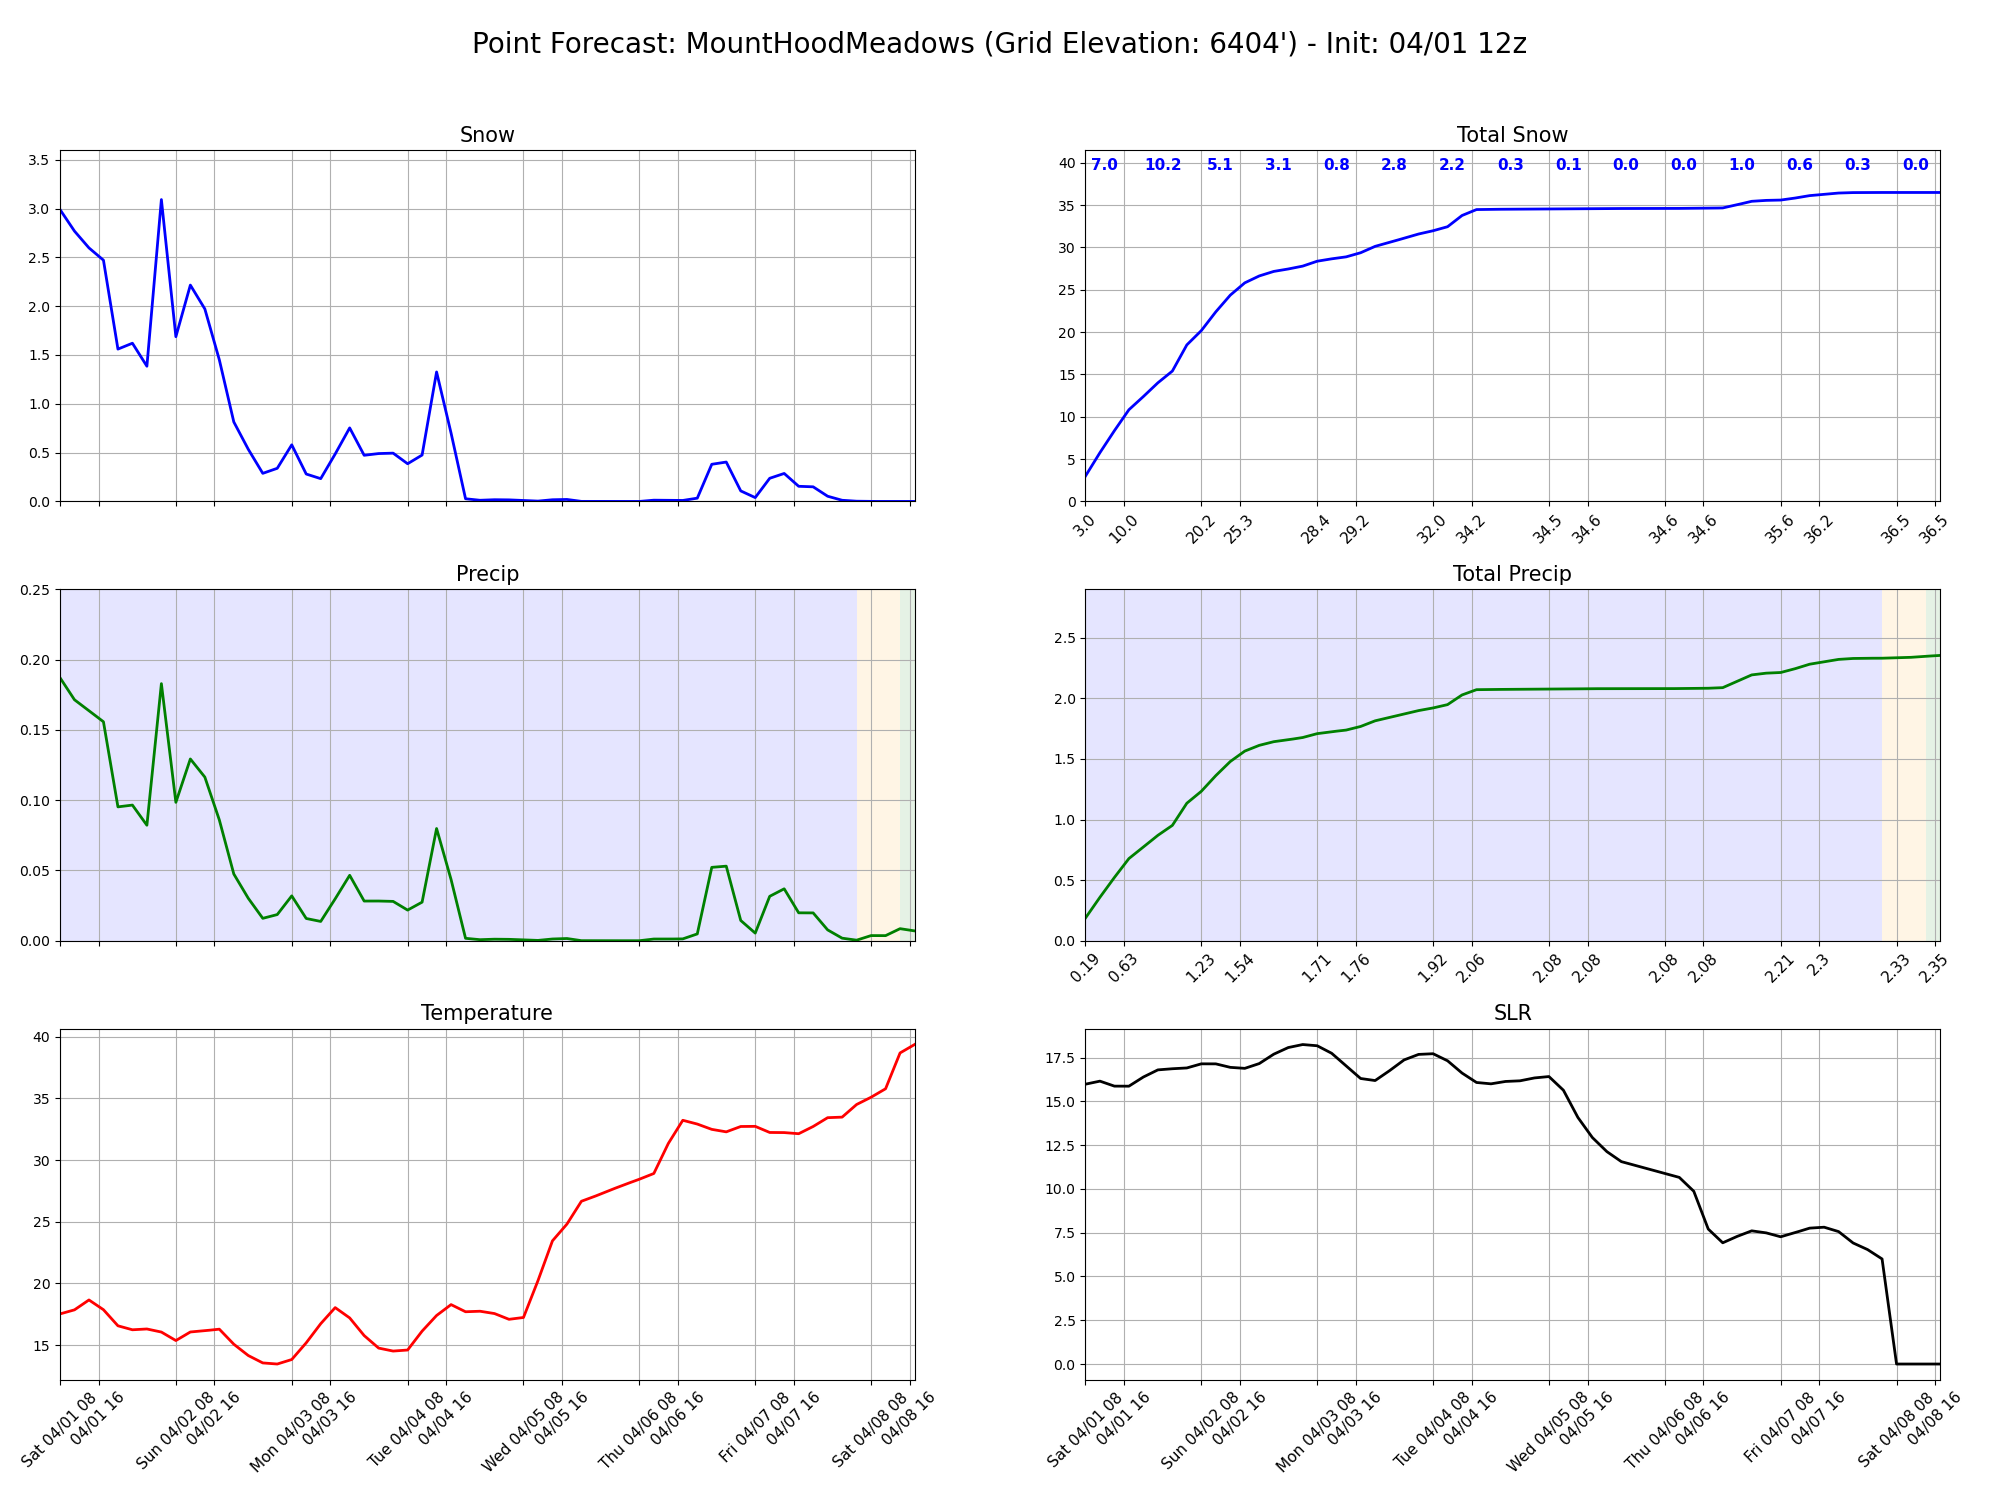 Point Forecast: MountHoodMeadows (Grid Elevation: 6404') - Init: 04/01 12z
Snow
3.5
3.0
2.5
2.0
1.5
1.0
0.5
0.0
Total Snow
7.0 10.2 5.1 3.1 0.8 2.8 2.2 0.3 0.1 0.0 0.0 1.0 0.6 0.3 0.0
40
35
30
25
20
15
10
5
0
3.0 10.0 20.2 25.3 28.4 29.2 32.0 34.2 34.5 34.6 34.6 34.6 35.6 36.2 36.5 36.5
Precip
0.25
0.20
0.15
0.10
0.05
0.00
Total Precip
2.5
2.0
1.5
1.0
0.5
0.0
0.19 0.63 1.23 1.54 1.71 1.76 1.92 2.06 2.08 2.08 2.08 2.08 2.21 2.3 2.33 2.35
Temperature
40
35
30
25
20
15
Sat 04/01 08
04/01 16
Sun 04/02 08
04/02 16
Mon 04/03 08
04/03 16
Tue 04/04 08
04/04 16
Wed 04/05 08
04/05 16
Thu 04/06 08
04/06 16
Fri 04/07 08
04/07 16
Sat 04/08 08
04/08 16
SLR
17.5
15.0
12.5
10.0
7.5
5.0
2.5
0.0
Sat 04/01 08
04/01 16
Sun 04/02 08
04/02 16
Mon 04/03 08
04/03 16
Tue 04/04 08
04/04 16
Wed 04/05 08
04/05 16
Thu 04/06 08
04/06 16
Fri 04/07 08
04/07 16
Sat 04/08 08
04/08 16